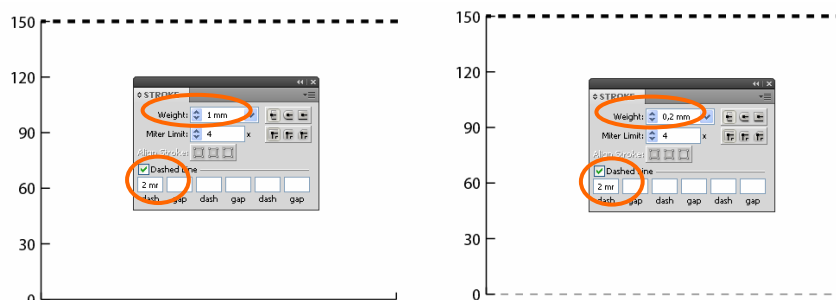 150
120
90
60
30
0
STROKE
Weight: 1 mm
Miter Limit: 4 x
Align Stroke:
Dashed Line
2 mr
dash gap dash gap dash gap
150
120
90
60
30
0
STROKE
Weight: 0,2 mm
Miter Limit: 4 x
Align Stroke:
Dashed Line
2 mr
dash gap dash gap dash gap